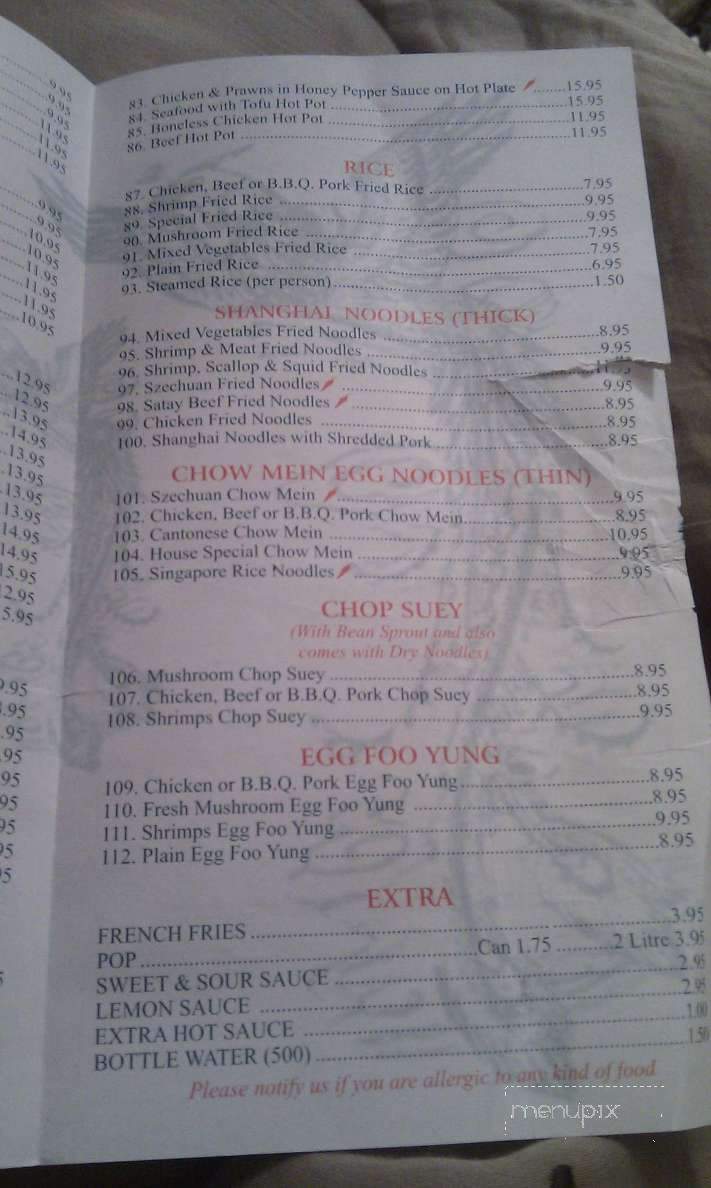 83. Chicken & Prawns in Honey Pepper Sauce on Hot Plate ........15.95
84. Seafood with Tofu Hot Pot ........15.95
85. Boneless Chicken Hot Pot ........11.95
86. Beef Hot Pot ........11.95
RICE
87. Chicken, Beef or B.B.Q. Pork Fried Rice ........7.95
88. Shrimp Fried Rice ........9.95
89. Special Fried Rice ........9.95
90. Mushroom Fried Rice ........7.95
91. Mixed Vegetables Fried Rice ........7.95
92. Plain Fried Rice ........6.95
93. Steamed Rice (per person)........1.50
SHANGHAI NOODLES (THICK)
94. Mixed Vegetables Fried Noodles ........8.95
95. Shrimp & Meat Fried Noodles ........9.95
96. Shrimp, Scallop & Squid Fried Noodles ........11.95
97. Szechuan Fried Noodles ........9.95
98. Satay Beef Fried Noodles ........8.95
99. Chicken Fried Noodles ........8.95
100. Shanghai Noodles with Shredded Pork ........8.95
CHOW MEIN EGG NOODLES (THIN)
101. Szechuan Chow Mein ........9.95
102. Chicken, Beef or B.B.Q. Pork Chow Mein........8.95
103. Cantonese Chow Mein ........10.95
104. House Special Chow Mein ........9.95
105. Singapore Rice Noodles ........9.95
CHOP SUEY
(With Bean Sprout and also
comes with Dry Noodles)
106. Mushroom Chop Suey ........8.95
107. Chicken, Beef or B.B.Q. Pork Chop Suey ........8.95
108. Shrimps Chop Suey ........9.95
EGG FOO YUNG
109. Chicken or B.B.Q. Pork Egg Foo Yung........8.95
110. Fresh Mushroom Egg Foo Yung ........8.95
111. Shrimps Egg Foo Yung ........9.95
112. Plain Egg Foo Yung ........8.95
EXTRA
FRENCH FRIES ........3.95
POP ........Can 1.75 ........2 Litre 3.95
SWEET & SOUR SAUCE ........2.95
LEMON SAUCE ........2.95
EXTRA HOT SAUCE ........1.00
BOTTLE WATER (500) ........1.50
Please notify us if you are allergic to any kind of food
menupix